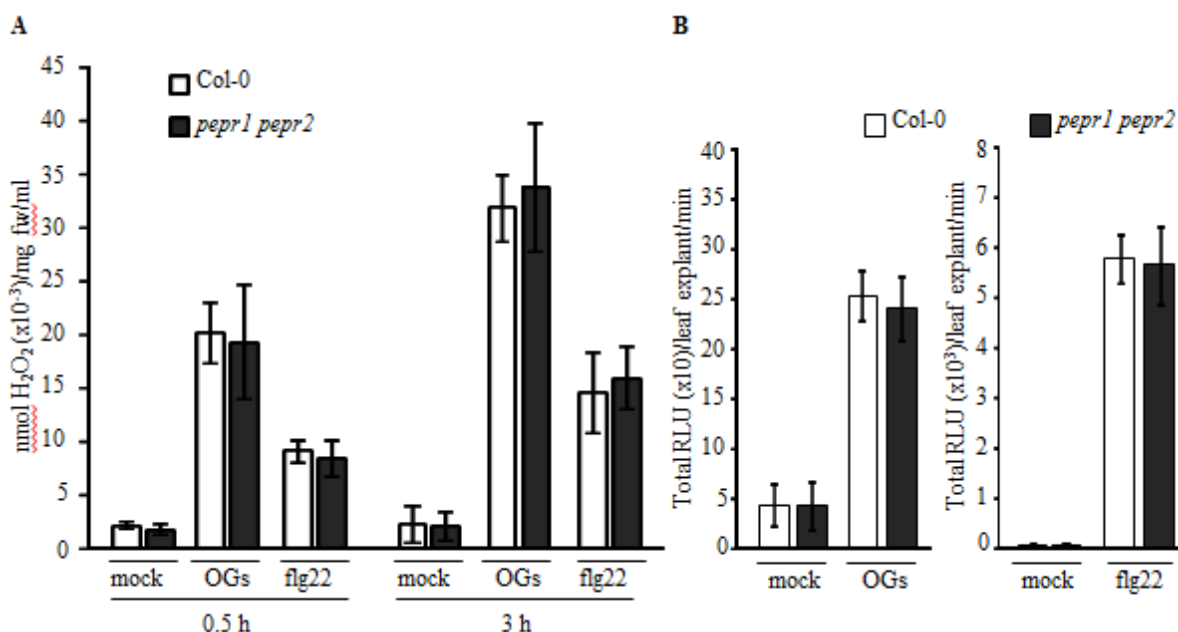 A
nmol H₂O₂ (x10⁻³)/mg fw/ml
45
40
35
30
25
20
15
10
5
0
Col-0
pepr1 pepr2
mock OGs flg22 mock OGs flg22
0.5 h 3 h
B
Col-0 pepr1 pepr2
Total RLU (x10)/leaf explant/min
40
35
30
25
20
15
10
5
0
mock OGs
Total RLU (x10³)/leaf explant/min
8
7
6
5
4
3
2
1
0
mock flg22